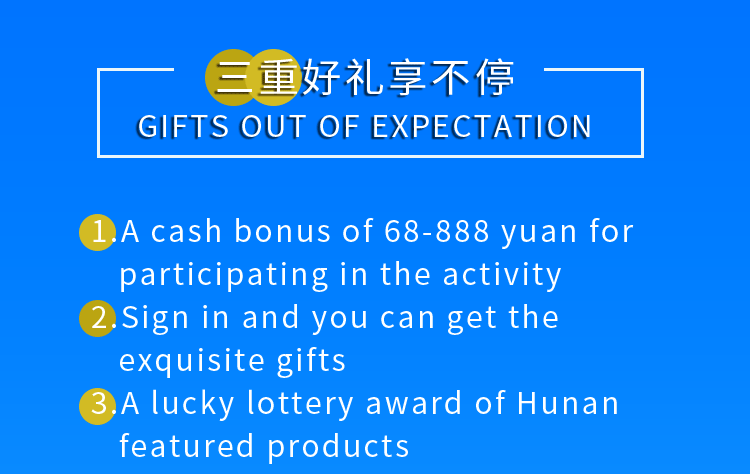 三重好礼享不停
GIFTS OUT OF EXPECTATION
1.A cash bonus of 68-888 yuan for
participating in the activity
2.Sign in and you can get the
exquisite gifts
3.A lucky lottery award of Hunan
featured products